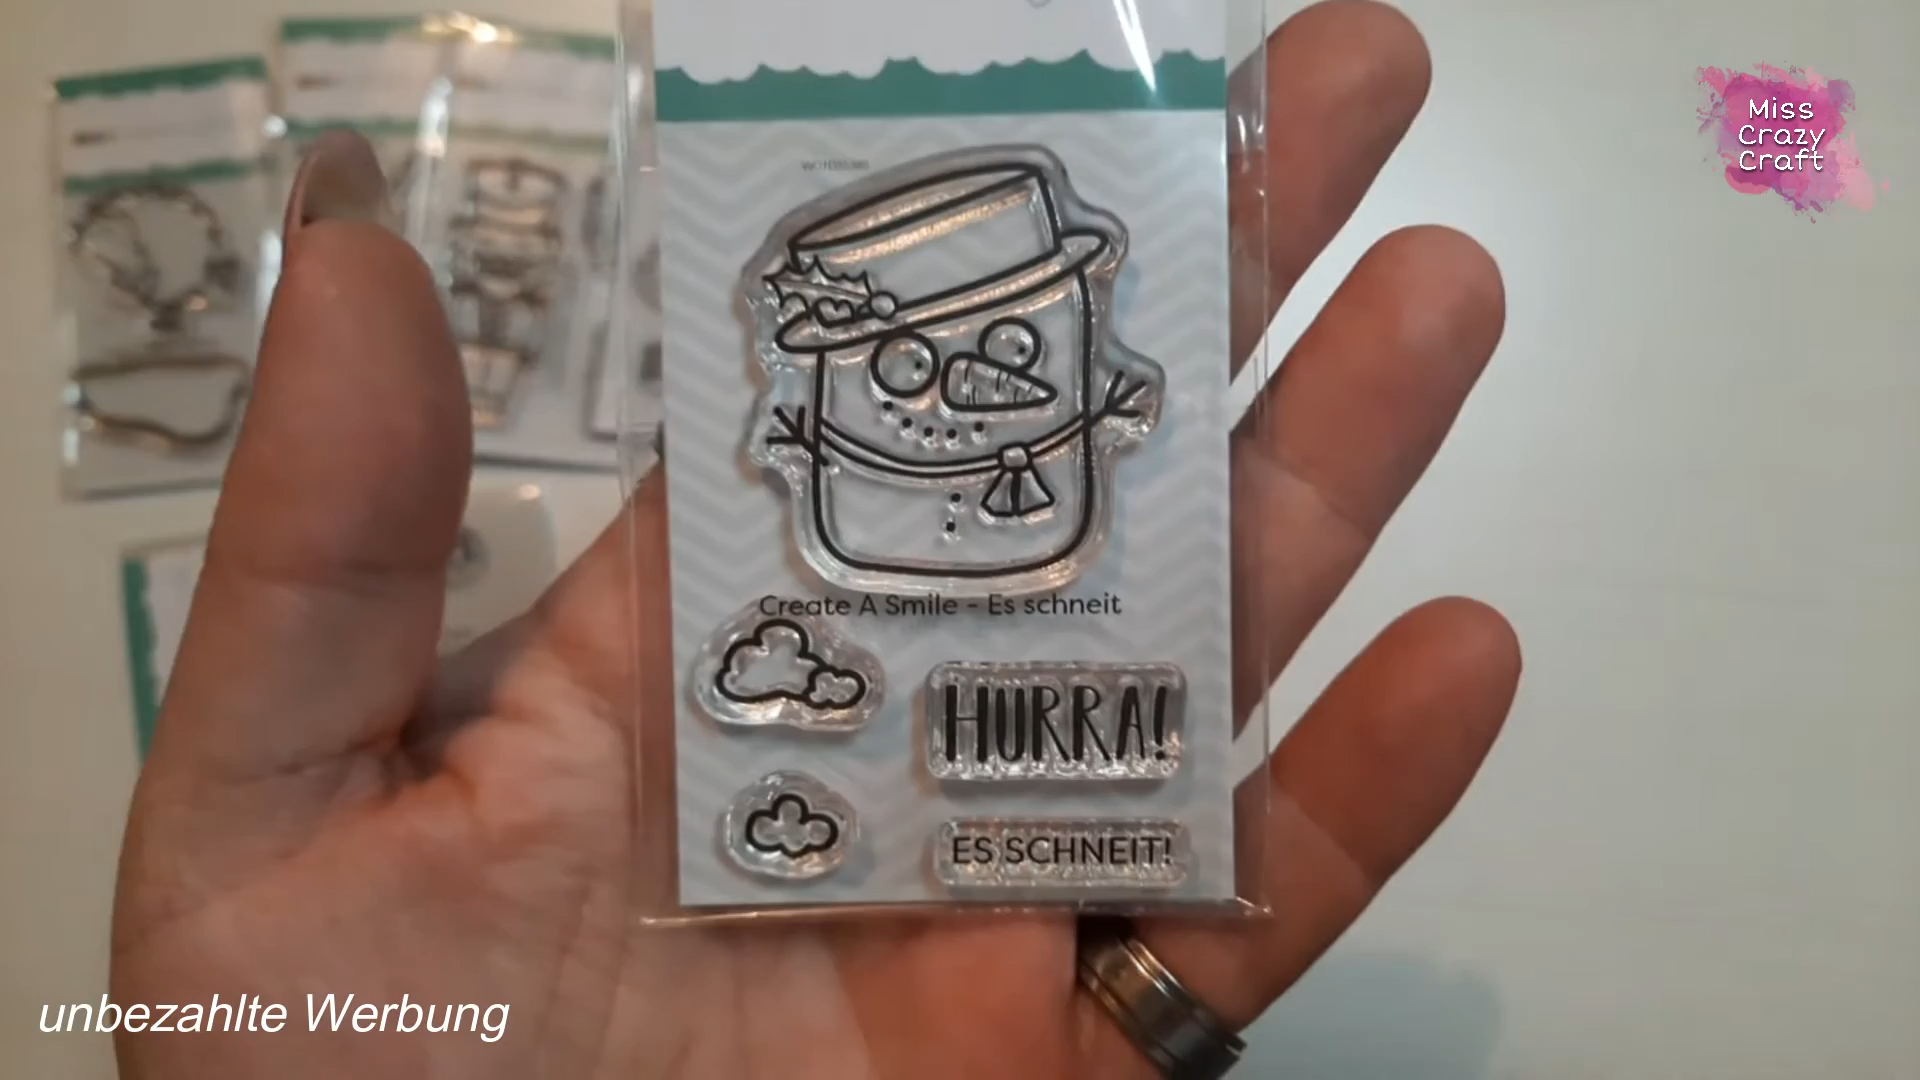 Miss
Crazy
Craft
Create A Smile - Es schneit
HURRA!
ES SCHNEIT!
unbezahlte Werbung